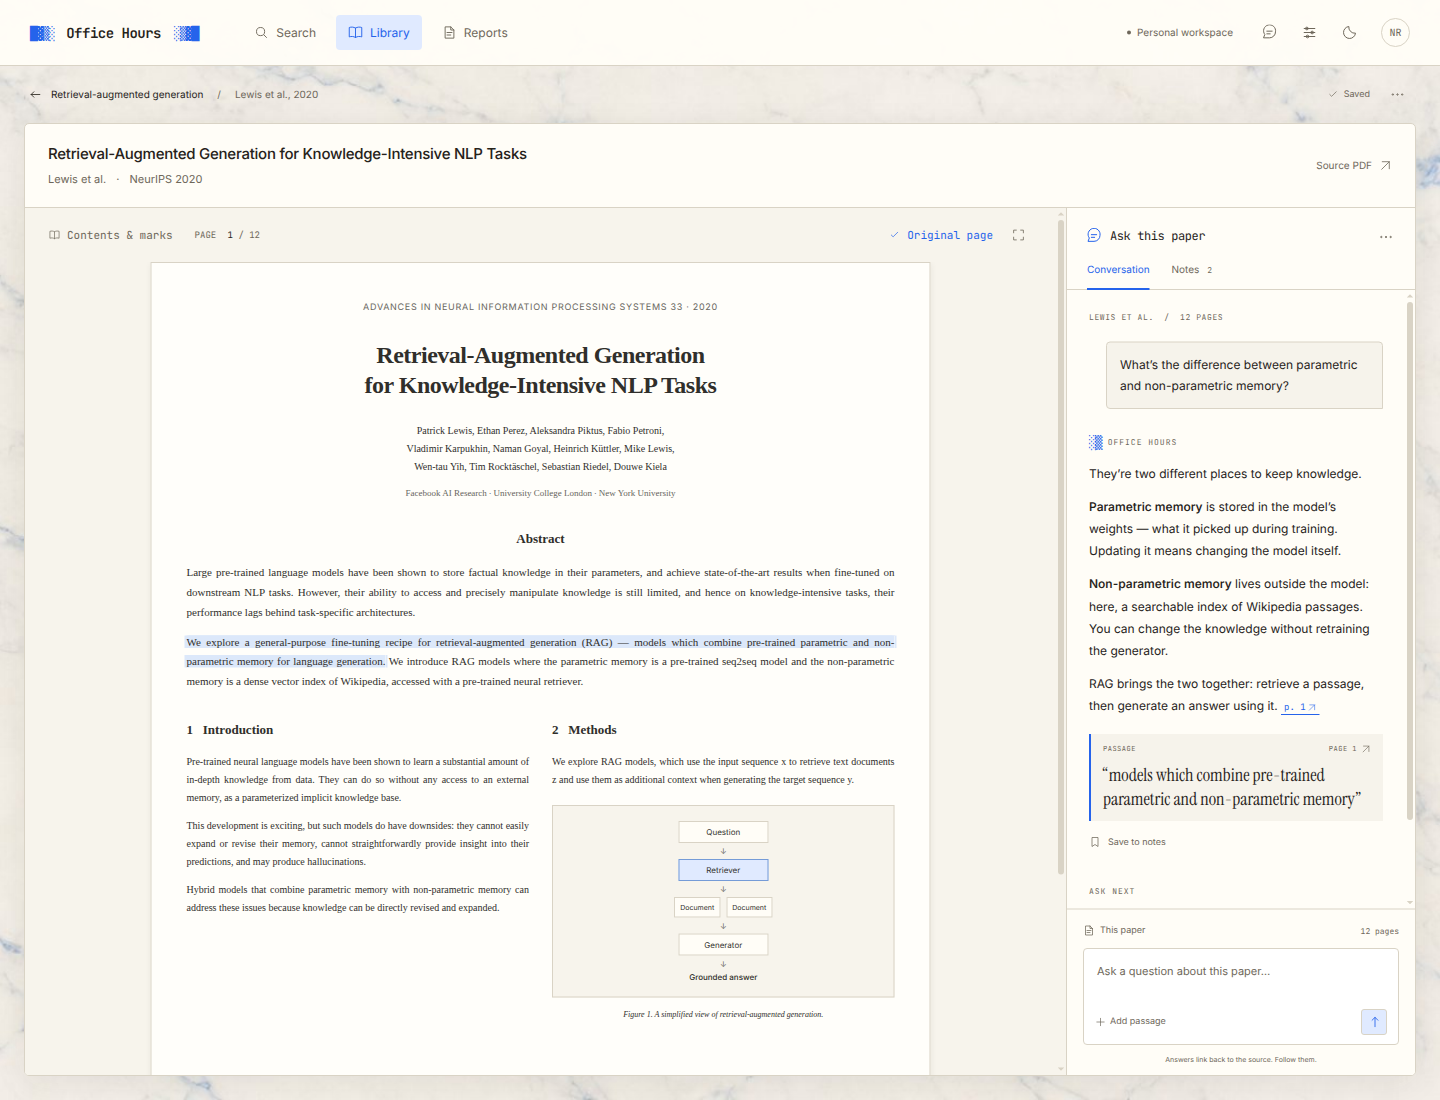 Office Hours
Search
Library
Reports
Personal workspace
NR
Retrieval-augmented generation / Lewis et al., 2020
Saved
Retrieval-Augmented Generation for Knowledge-Intensive NLP Tasks
Lewis et al. · NeurIPS 2020
Source PDF
Contents & marks
PAGE 1 / 12
Original page
ADVANCES IN NEURAL INFORMATION PROCESSING SYSTEMS 33 · 2020
Retrieval-Augmented Generation
for Knowledge-Intensive NLP Tasks
Patrick Lewis, Ethan Perez, Aleksandra Piktus, Fabio Petroni,
Vladimir Karpukhin, Naman Goyal, Heinrich Küttler, Mike Lewis,
Wen-tau Yih, Tim Rocktäschel, Sebastian Riedel, Douwe Kiela
Facebook AI Research · University College London · New York University
Abstract
Large pre-trained language models have been shown to store factual knowledge in their parameters, and achieve state-of-the-art results when fine-tuned on
downstream NLP tasks. However, their ability to access and precisely manipulate knowledge is still limited, and hence on knowledge-intensive tasks, their
performance lags behind task-specific architectures.
We explore a general-purpose fine-tuning recipe for retrieval-augmented generation (RAG) — models which combine pre-trained parametric and non-
parametric memory for language generation. We introduce RAG models where the parametric memory is a pre-trained seq2seq model and the non-parametric
memory is a dense vector index of Wikipedia, accessed with a pre-trained neural retriever.
1 Introduction
Pre-trained neural language models have been shown to learn a substantial amount of
in-depth knowledge from data. They can do so without any access to an external
memory, as a parameterized implicit knowledge base.
This development is exciting, but such models do have downsides: they cannot easily
expand or revise their memory, cannot straightforwardly provide insight into their
predictions, and may produce hallucinations.
Hybrid models that combine parametric memory with non-parametric memory can
address these issues because knowledge can be directly revised and expanded.
2 Methods
We explore RAG models, which use the input sequence x to retrieve text documents
z and use them as additional context when generating the target sequence y.
Question
Retriever
Document Document
Generator
Grounded answer
Figure 1. A simplified view of retrieval-augmented generation.
Ask this paper
Conversation
Notes 2
LEWIS ET AL. / 12 PAGES
What's the difference between parametric
and non-parametric memory?
OFFICE HOURS
They're two different places to keep knowledge.
Parametric memory is stored in the model's
weights — what it picked up during training.
Updating it means changing the model itself.
Non-parametric memory lives outside the model:
here, a searchable index of Wikipedia passages.
You can change the knowledge without retraining
the generator.
RAG brings the two together: retrieve a passage,
then generate an answer using it. p. 1
PASSAGE
PAGE 1
“models which combine pre-trained
parametric and non-parametric memory”
Save to notes
ASK NEXT
This paper
12 pages
Ask a question about this paper...
Add passage
Answers link back to the source. Follow them.